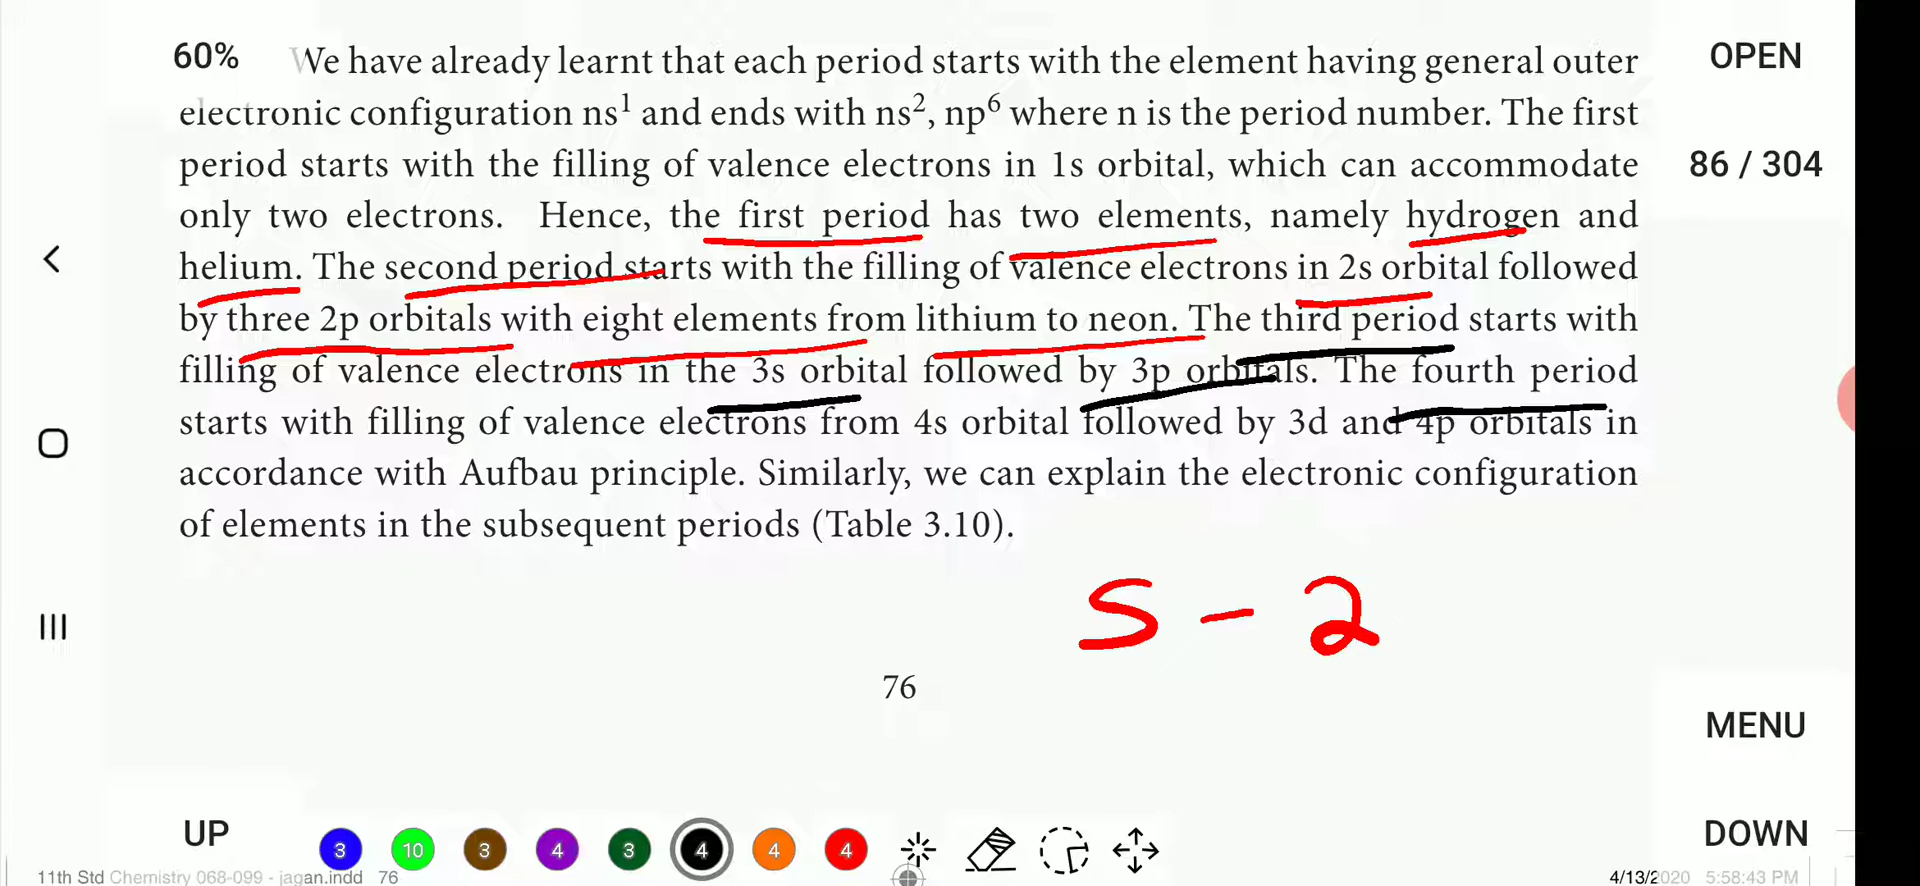 60%
We have already learnt that each period starts with the element having general outer
electronic configuration ns¹ and ends with ns², np⁶ where n is the period number. The first
period starts with the filling of valence electrons in 1s orbital, which can accommodate
only two electrons. Hence, the first period has two elements, namely hydrogen and
helium. The second period starts with the filling of valence electrons in 2s orbital followed
by three 2p orbitals with eight elements from lithium to neon. The third period starts with
filling of valence electrons in the 3s orbital followed by 3p orbitals. The fourth period
starts with filling of valence electrons from 4s orbital followed by 3d and 4p orbitals in
accordance with Aufbau principle. Similarly, we can explain the electronic configuration
of elements in the subsequent periods (Table 3.10).
S - 2
76
OPEN
86 / 304
MENU
UP
DOWN
3 10 3 4 3 4 4 4
11th Std Chemistry 068-099 - jagan.indd 76
4/13/2020 5:58:43 PM